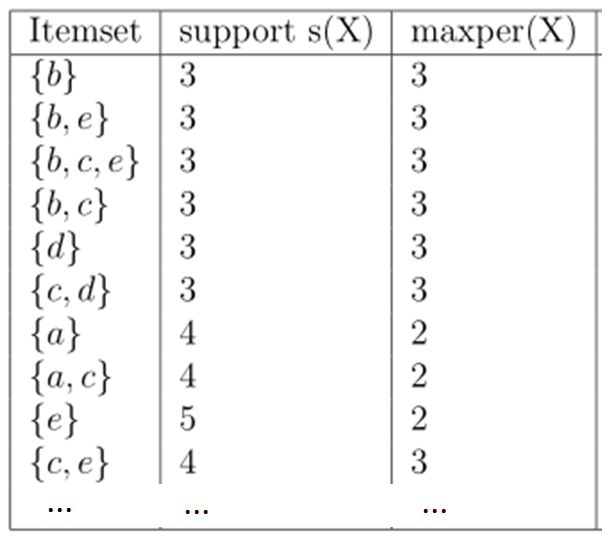 Itemset support s(X) maxper(X)
{b} 3 3
{b, e} 3 3
{b, c, e} 3 3
{b, c} 3 3
{d} 3 3
{c, d} 3 3
{a} 4 2
{a, c} 4 2
{e} 5 2
{c, e} 4 3
... ... ...